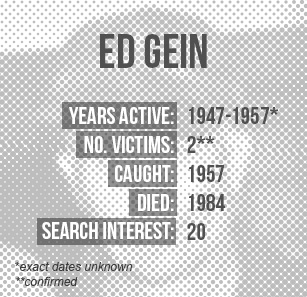 ED GEIN
YEARS ACTIVE: 1947-1957*
NO. VICTIMS: 2**
CAUGHT: 1957
DIED: 1984
SEARCH INTEREST: 20
*exact dates unknown
**confirmed